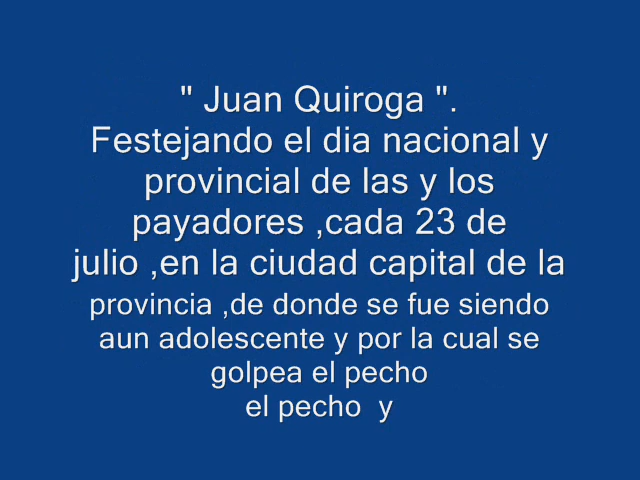 " Juan Quiroga ".
Festejando el dia nacional y
provincial de las y los
payadores ,cada 23 de
julio ,en la ciudad capital de la
provincia ,de donde se fue siendo
aun adolescente y por la cual se
golpea el pecho
el pecho  y